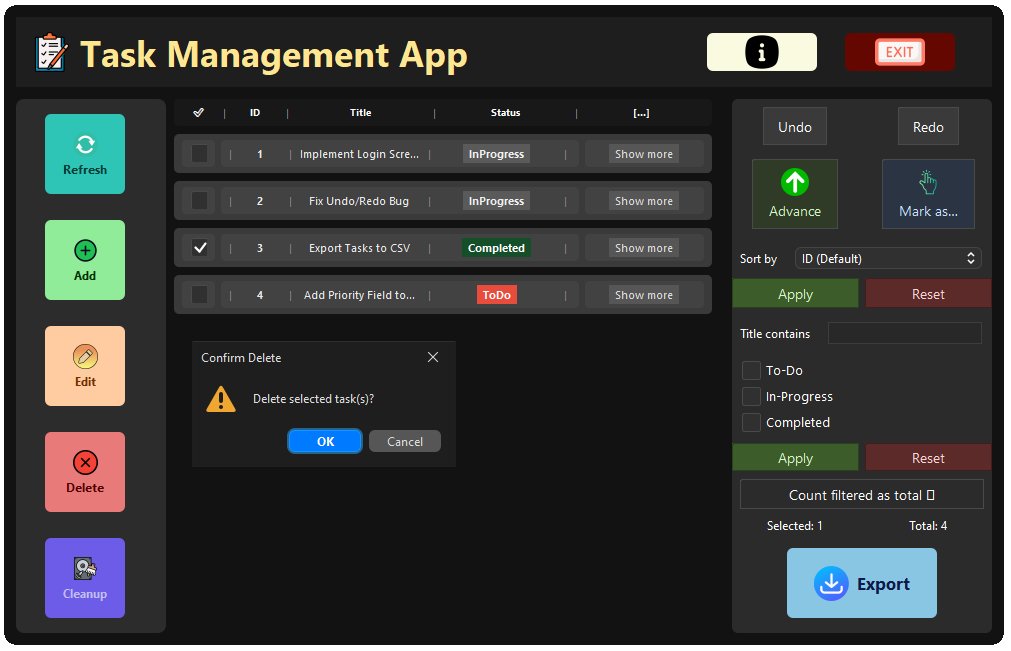 Task Management App
EXIT
Refresh
Add
Edit
Delete
Cleanup
| ID | Title | Status | [...]
| 1 | Implement Login Scre... | InProgress | Show more
| 2 | Fix Undo/Redo Bug | InProgress | Show more
| 3 | Export Tasks to CSV | Completed | Show more
| 4 | Add Priority Field to... | ToDo | Show more
Confirm Delete
Delete selected task(s)?
OK Cancel
Undo Redo
Advance Mark as...
Sort by ID (Default)
Apply Reset
Title contains
To-Do
In-Progress
Completed
Apply Reset
Count filtered as total
Selected: 1 Total: 4
Export